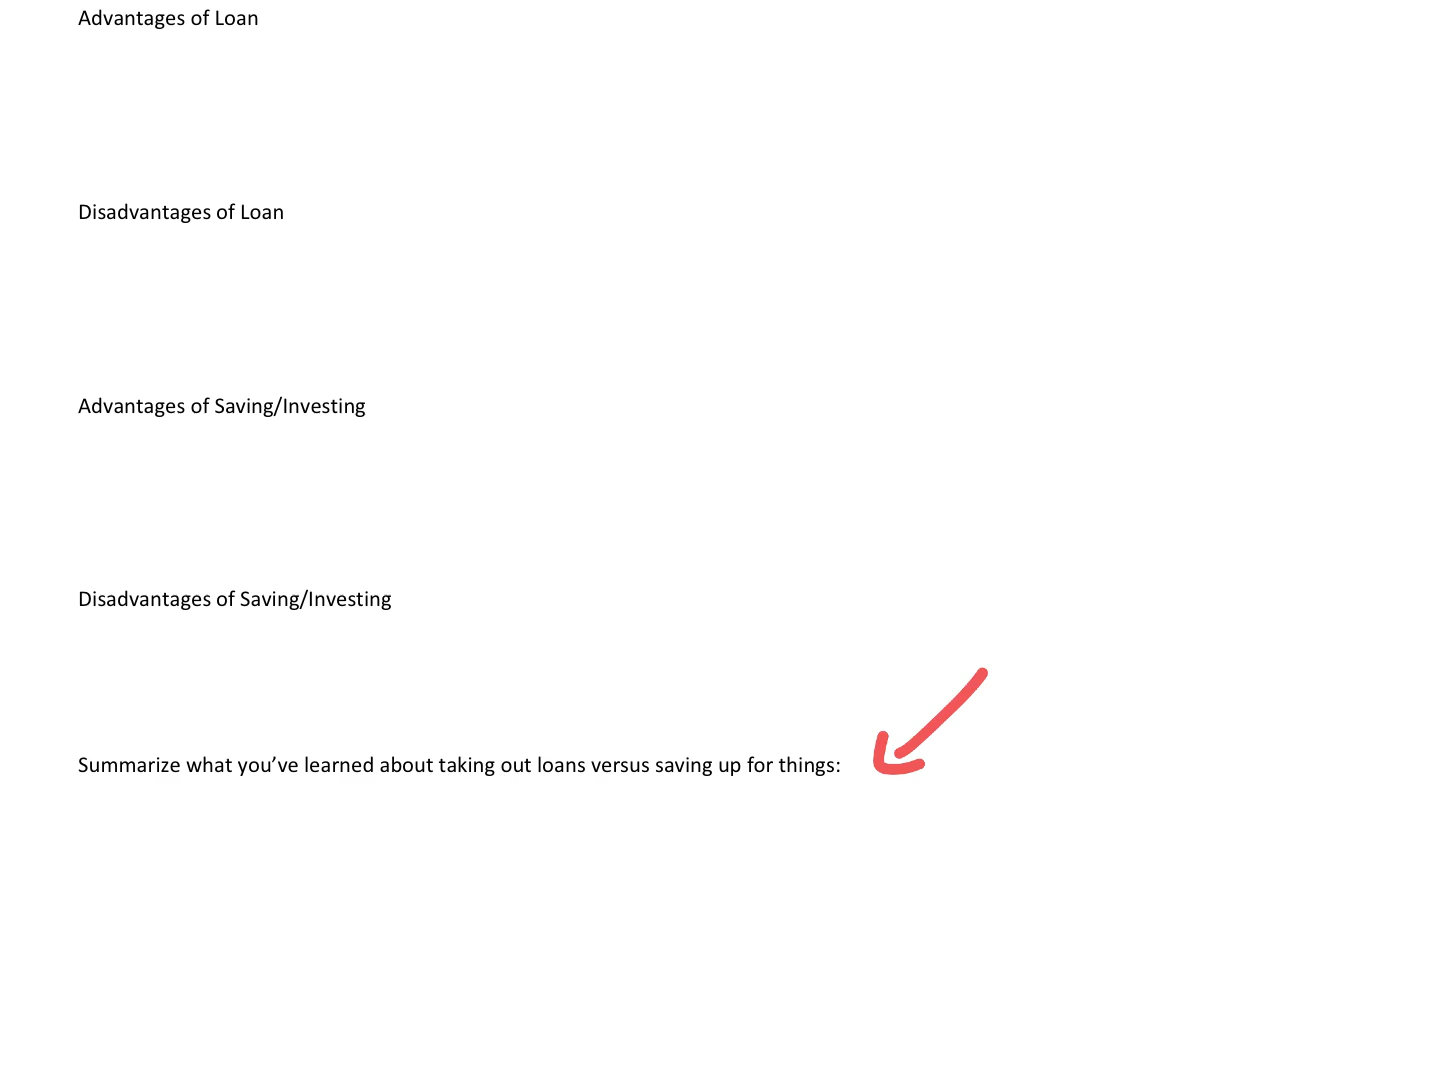 Advantages of Loan
Disadvantages of Loan
Advantages of Saving/Investing
Disadvantages of Saving/Investing
Summarize what you’ve learned about taking out loans versus saving up for things: